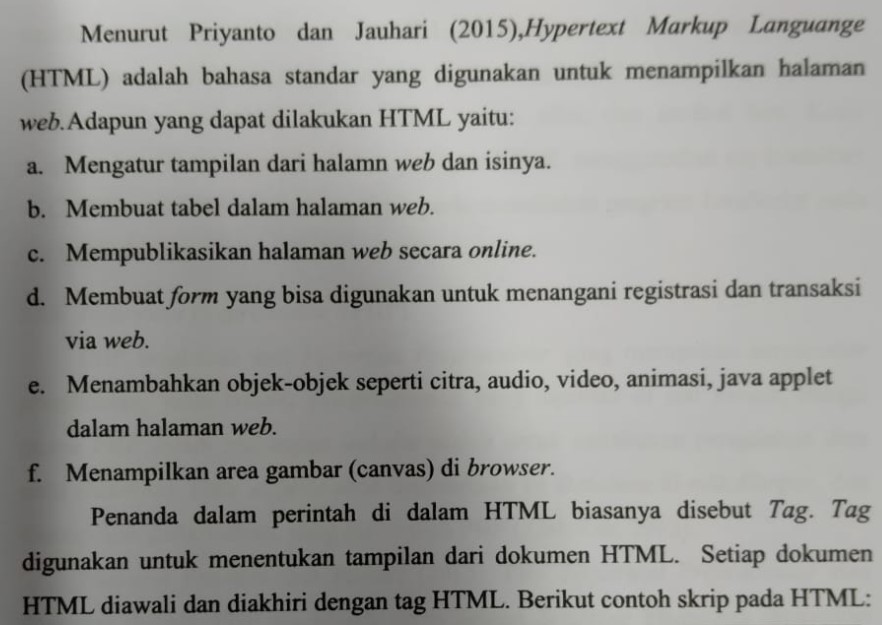 Menurut Priyanto dan Jauhari (2015),Hypertext Markup Languange
(HTML) adalah bahasa standar yang digunakan untuk menampilkan halaman
web.Adapun yang dapat dilakukan HTML yaitu:
a. Mengatur tampilan dari halamn web dan isinya.
b. Membuat tabel dalam halaman web.
c. Mempublikasikan halaman web secara online.
d. Membuat form yang bisa digunakan untuk menangani registrasi dan transaksi
via web.
e. Menambahkan objek-objek seperti citra, audio, video, animasi, java applet
dalam halaman web.
f. Menampilkan area gambar (canvas) di browser.
Penanda dalam perintah di dalam HTML biasanya disebut Tag. Tag
digunakan untuk menentukan tampilan dari dokumen HTML. Setiap dokumen
HTML diawali dan diakhiri dengan tag HTML. Berikut contoh skrip pada HTML: